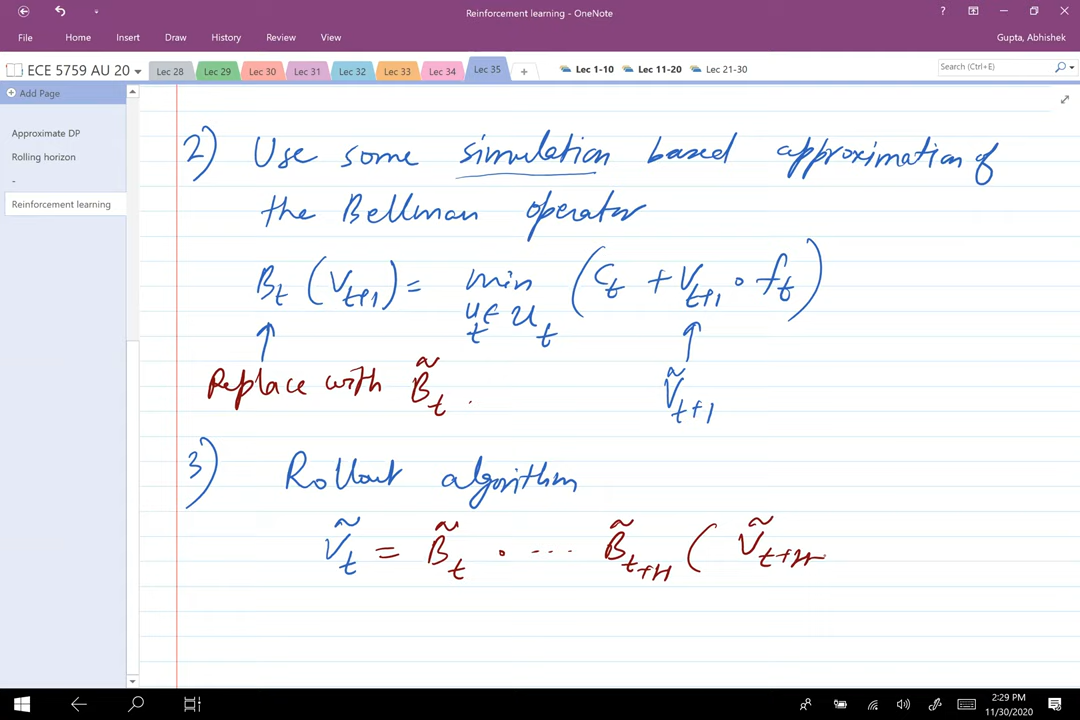 Reinforcement learning - OneNote
File Home Insert Draw History Review View
Gupta, Abhishek
ECE 5759 AU 20
Lec 28 Lec 29 Lec 30 Lec 31 Lec 32 Lec 33 Lec 34 Lec 35
Lec 1-10 Lec 11-20 Lec 21-30
Search (Ctrl+E)
Add Page
Approximate DP
Rolling horizon
-
Reinforcement learning
2) Use some simulation based approximation of
the Bellman operator
B_t (V_{t+1}) = min_{u_t ∈ U_t} (C_t + V_{t+1} ∘ f_t)
↑ ↑
Replace with B̃_t . Ṽ_{t+1}
3) Rollout algorithm
Ṽ_t = B̃_t ∘ ... B̃_{t+H} ( Ṽ_{t+H+
2:29 PM
11/30/2020